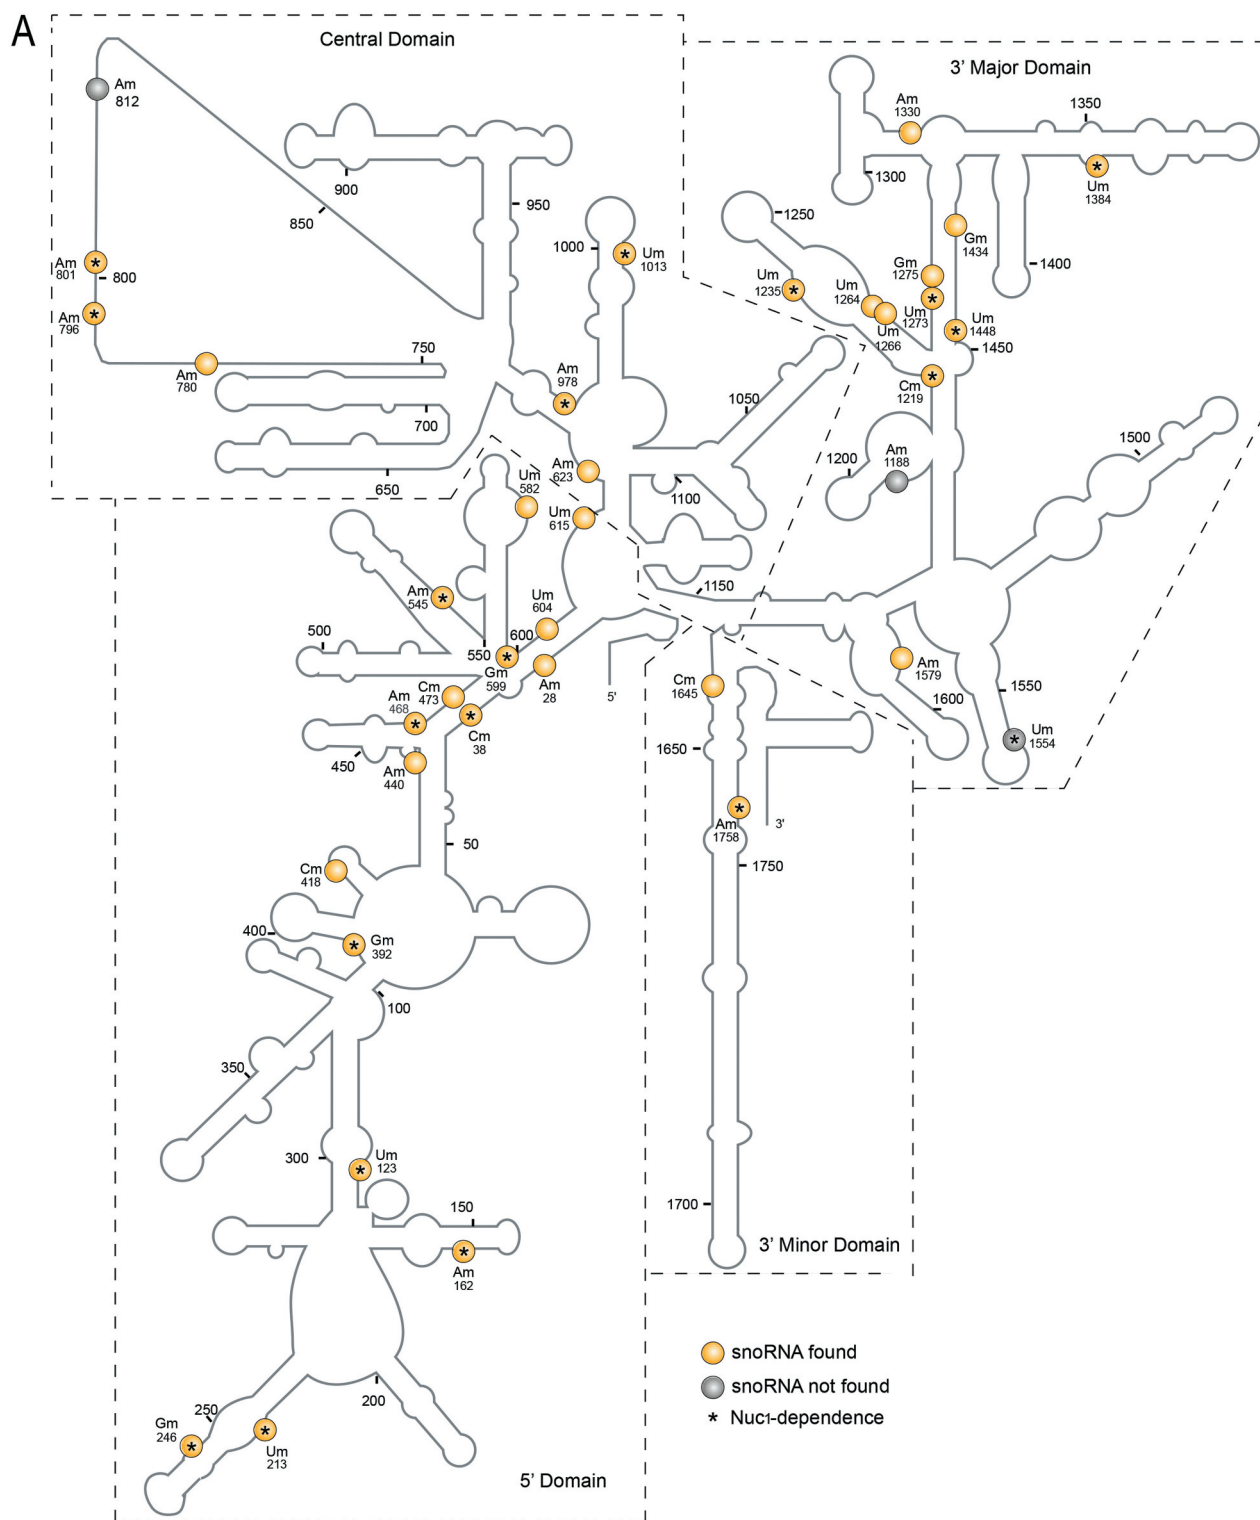 A
Central Domain
3' Major Domain
Am
812
900
850
950
1000
Um
1013
Am
801
800
Am
796
Am
780
750
700
650
Am
978
Am
623
1050
1100
1150
Am
1330
1350
1300
Um
1384
1250
Um
1235
Um
1264
Um
1266
Gm
1275
Um
1273
Gm
1434
1400
Um
1448
1450
Cm
1219
1200
Am
1188
1500
Am
1579
1550
1600
Um
1554
Um
582
Um
615
Am
545
Um
604
500
550
600
Gm
599
Am
28
5'
Cm
473
Am
468
Cm
38
450
Am
440
50
Cm
418
400
Gm
392
100
350
300
Um
123
150
Am
162
200
250
Gm
246
Um
213
5' Domain
Cm
1645
1650
Am
1758
3'
1750
1700
3' Minor Domain
snoRNA found
snoRNA not found
* Nuc1-dependence